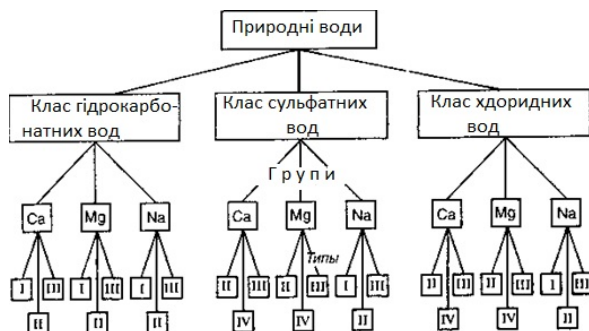 Природні води
Клас гідрокарбо-
натних вод
Клас сульфатних
вод
Клас хдоридних
вод
Групи
Ca Mg Na Ca Mg Na Ca Mg Na
Типы
I III I III I III II III II III I III II III II III I III
II II II IV IV II IV IV II